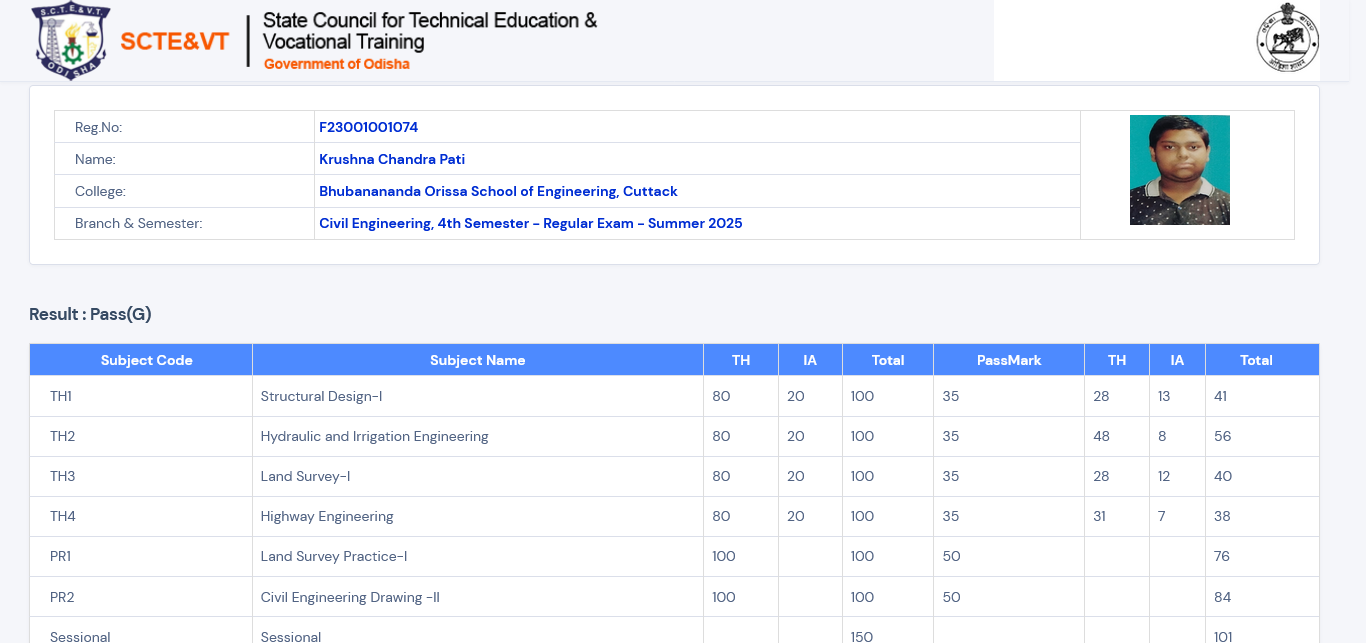 S.C.T.E.& V.T.
ODISHA
SCTE&VT
State Council for Technical Education &
Vocational Training
Government of Odisha
Reg.No: F23001001074
Name: Krushna Chandra Pati
College: Bhubanananda Orissa School of Engineering, Cuttack
Branch & Semester: Civil Engineering, 4th Semester - Regular Exam - Summer 2025
Result : Pass(G)
Subject Code Subject Name TH IA Total PassMark TH IA Total
TH1 Structural Design-I 80 20 100 35 28 13 41
TH2 Hydraulic and Irrigation Engineering 80 20 100 35 48 8 56
TH3 Land Survey-I 80 20 100 35 28 12 40
TH4 Highway Engineering 80 20 100 35 31 7 38
PR1 Land Survey Practice-I 100 100 50 76
PR2 Civil Engineering Drawing -II 100 100 50 84
Sessional Sessional 150 101